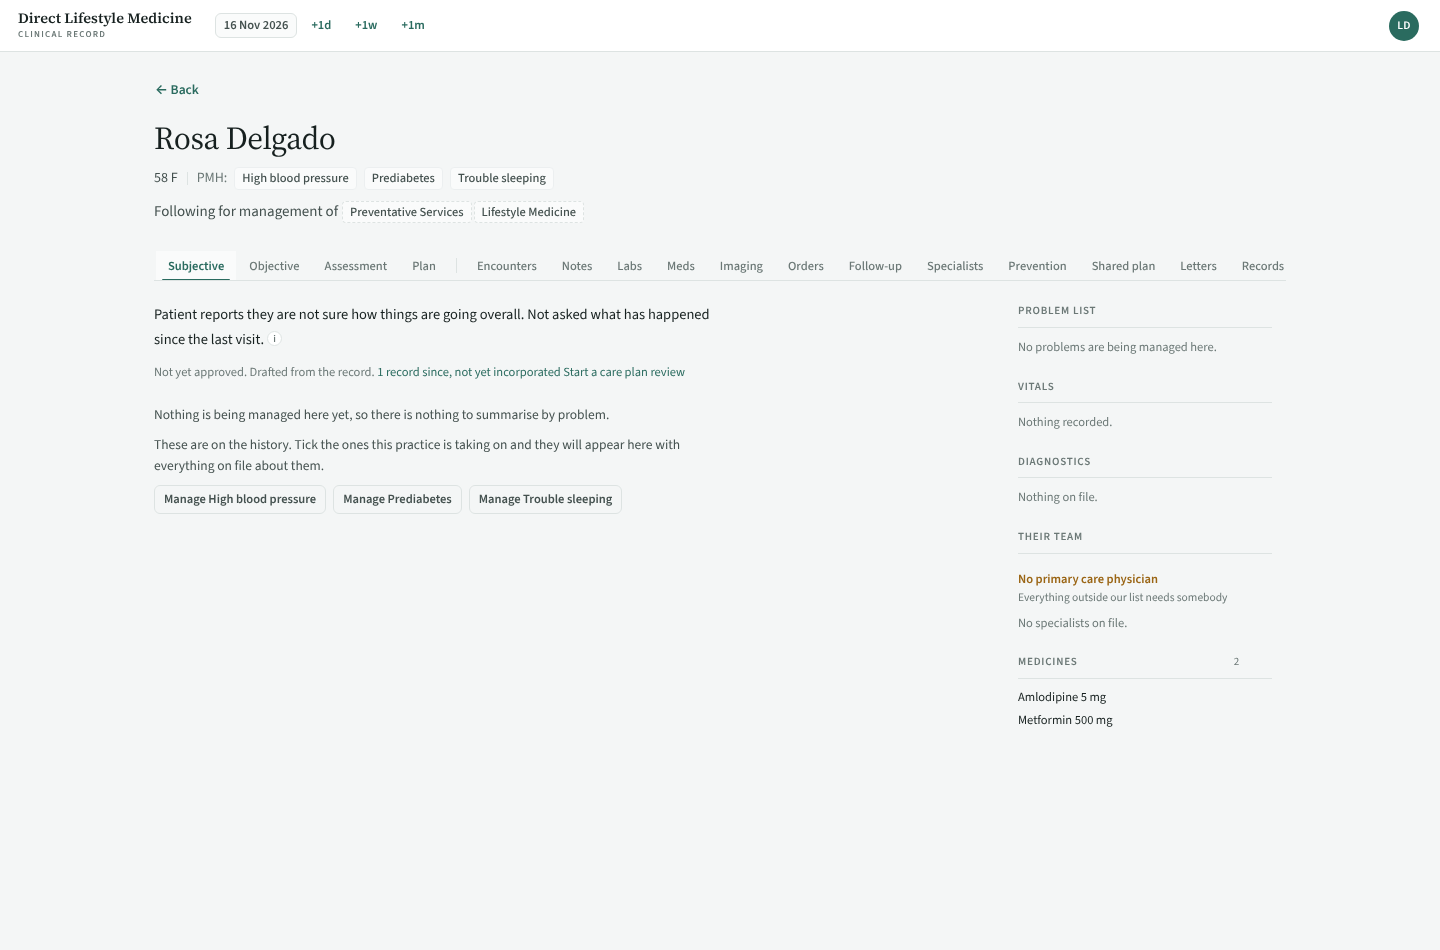 Direct Lifestyle Medicine
CLINICAL RECORD
16 Nov 2026 +1d +1w +1m
LD
← Back
Rosa Delgado
58 F PMH: High blood pressure Prediabetes Trouble sleeping
Following for management of Preventative Services Lifestyle Medicine
Subjective Objective Assessment Plan Encounters Notes Labs Meds Imaging Orders Follow-up Specialists Prevention Shared plan Letters Records
Patient reports they are not sure how things are going overall. Not asked what has happened
since the last visit. i
Not yet approved. Drafted from the record. 1 record since, not yet incorporated Start a care plan review
Nothing is being managed here yet, so there is nothing to summarise by problem.
These are on the history. Tick the ones this practice is taking on and they will appear here with
everything on file about them.
Manage High blood pressure Manage Prediabetes Manage Trouble sleeping
PROBLEM LIST
No problems are being managed here.
VITALS
Nothing recorded.
DIAGNOSTICS
Nothing on file.
THEIR TEAM
No primary care physician
Everything outside our list needs somebody
No specialists on file.
MEDICINES 2
Amlodipine 5 mg
Metformin 500 mg